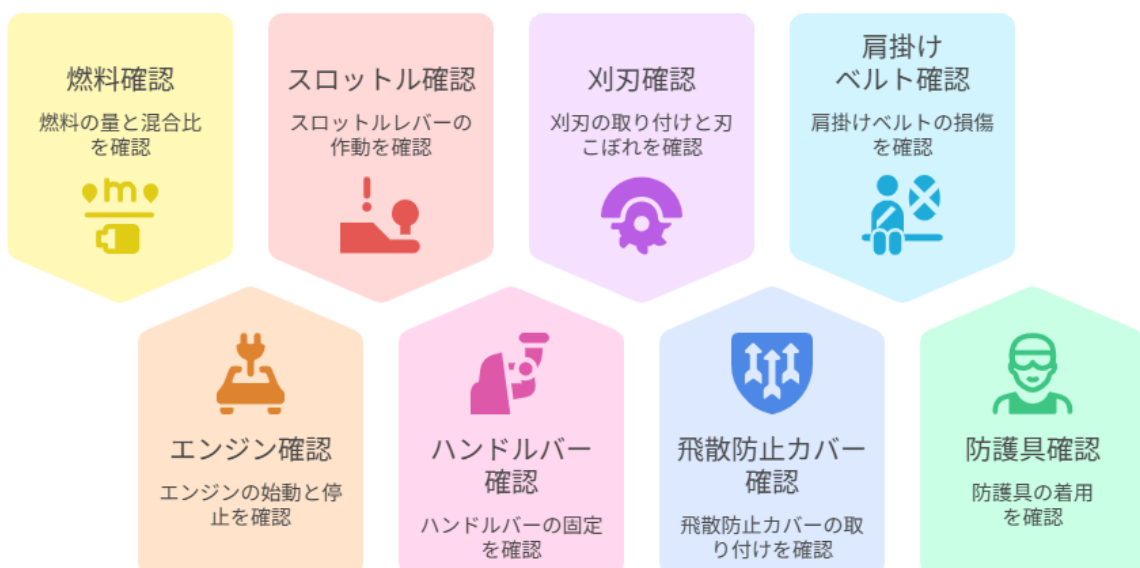 燃料確認
燃料の量と混合比
を確認
m
エンジン確認
エンジンの始動と停
止を確認
スロットル確認
スロットルレバーの
作動を確認
ハンドルバー
確認
ハンドルバーの固定
を確認
刈刃確認
刈刃の取り付けと刃
こぼれを確認
飛散防止カバー
確認
飛散防止カバーの取
り付けを確認
肩掛け
ベルト確認
肩掛けベルトの損傷
を確認
防護具確認
防護具の着用
を確認